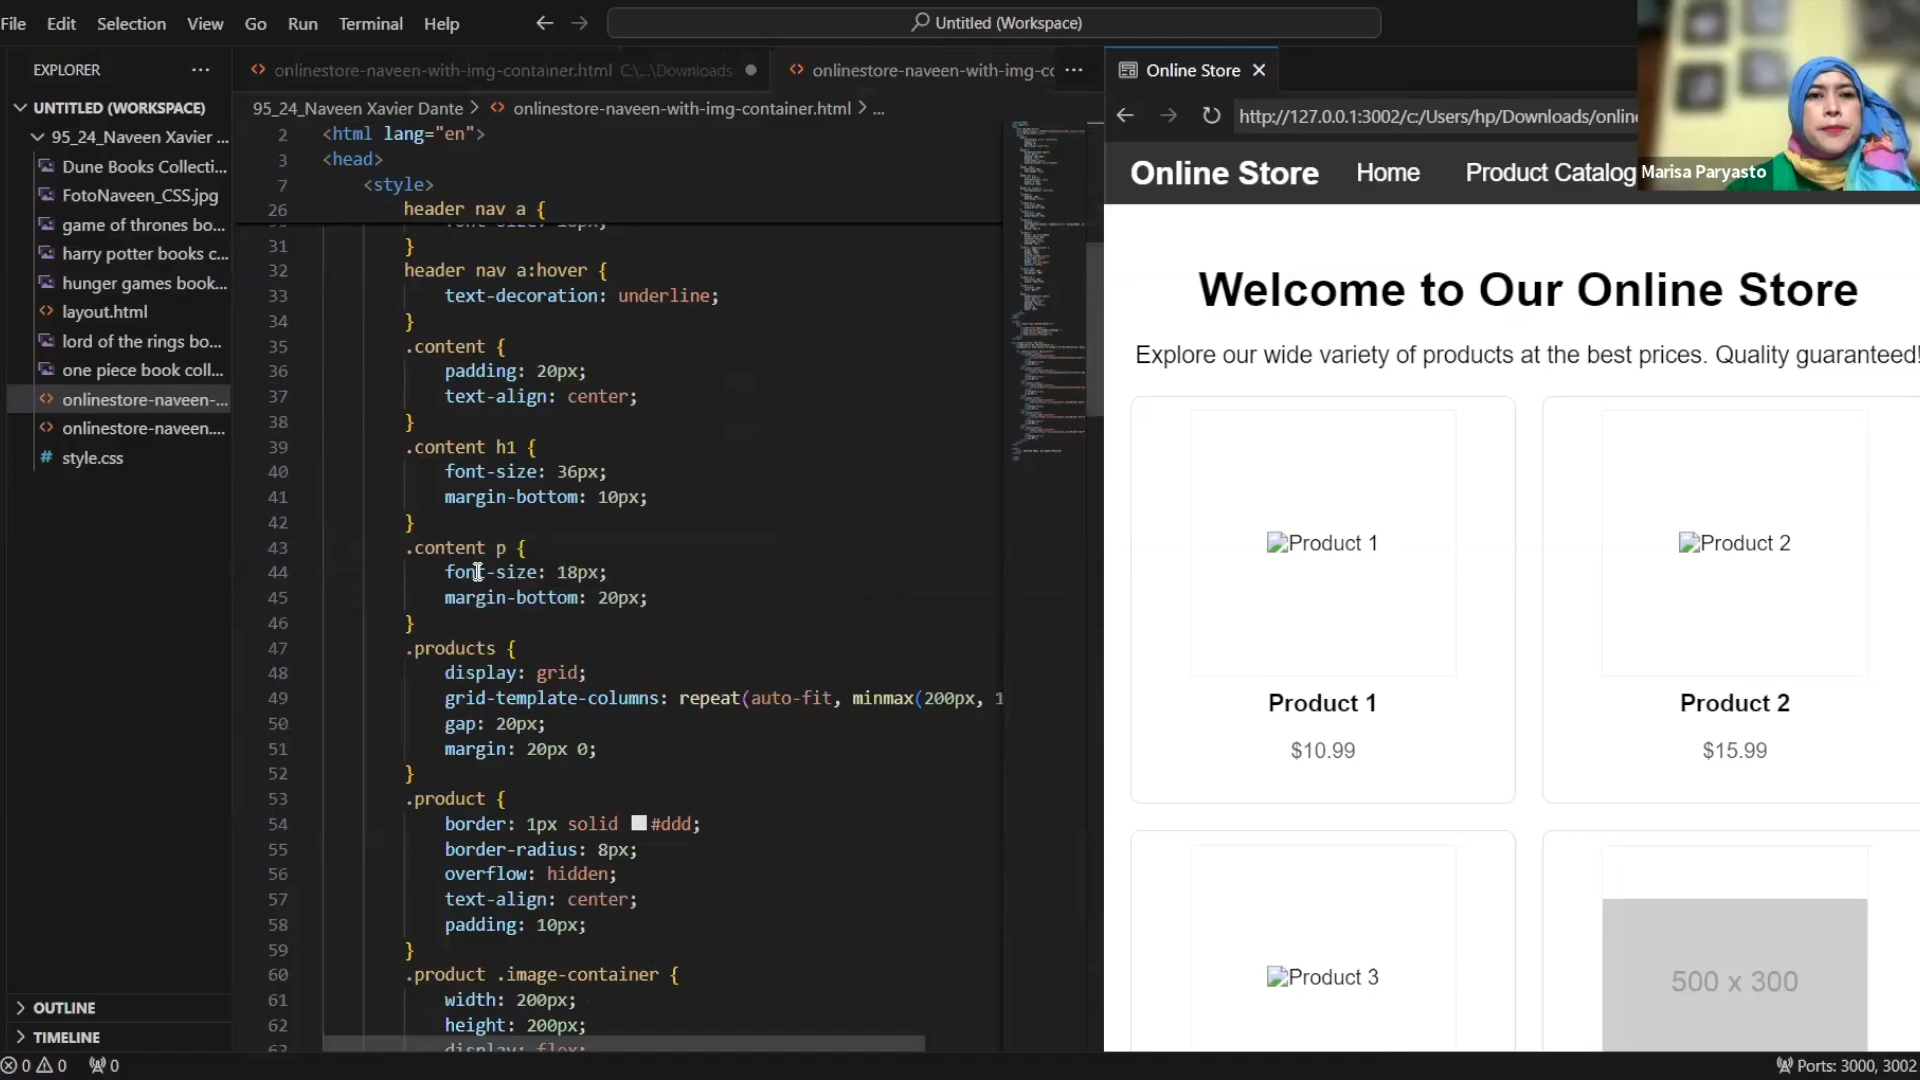 File Edit Selection View Go Run Terminal Help
Untitled (Workspace)
EXPLORER
UNTITLED (WORKSPACE)
95_24_Naveen Xavier ...
Dune Books Collecti...
FotoNaveen_CSS.jpg
game of thrones bo...
harry potter books c...
hunger games book...
layout.html
lord of the rings bo...
one piece book coll...
onlinestore-naveen-...
onlinestore-naveen....
style.css
OUTLINE
TIMELINE
onlinestore-naveen-with-img-container.html C:\...\Downloads
onlinestore-naveen-with-img-cc
95_24_Naveen Xavier Dante > onlinestore-naveen-with-img-container.html > ...
2 <html lang="en">
3 <head>
7 <style>
26 header nav a {
31 }
32 header nav a:hover {
33 text-decoration: underline;
34 }
35 .content {
36 padding: 20px;
37 text-align: center;
38 }
39 .content h1 {
40 font-size: 36px;
41 margin-bottom: 10px;
42 }
43 .content p {
44 font-size: 18px;
45 margin-bottom: 20px;
46 }
47 .products {
48 display: grid;
49 grid-template-columns: repeat(auto-fit, minmax(200px, 1
50 gap: 20px;
51 margin: 20px 0;
52 }
53 .product {
54 border: 1px solid #ddd;
55 border-radius: 8px;
56 overflow: hidden;
57 text-align: center;
58 padding: 10px;
59 }
60 .product .image-container {
61 width: 200px;
62 height: 200px;
63 display: flex;
Online Store
http://127.0.0.1:3002/c:/Users/hp/Downloads/onlin
Online Store Home Product Catalog
Marisa Paryasto
Welcome to Our Online Store
Explore our wide variety of products at the best prices. Quality guaranteed!
Product 1 Product 2
Product 1 Product 2
$10.99 $15.99
Product 3 500 x 300
0 0 0
Ports: 3000, 3002